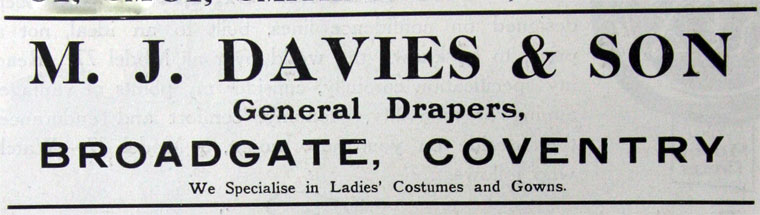 M. J. DAVIES & SON
General Drapers,
BROADGATE, COVENTRY
We Specialise in Ladies' Costumes and Gowns.